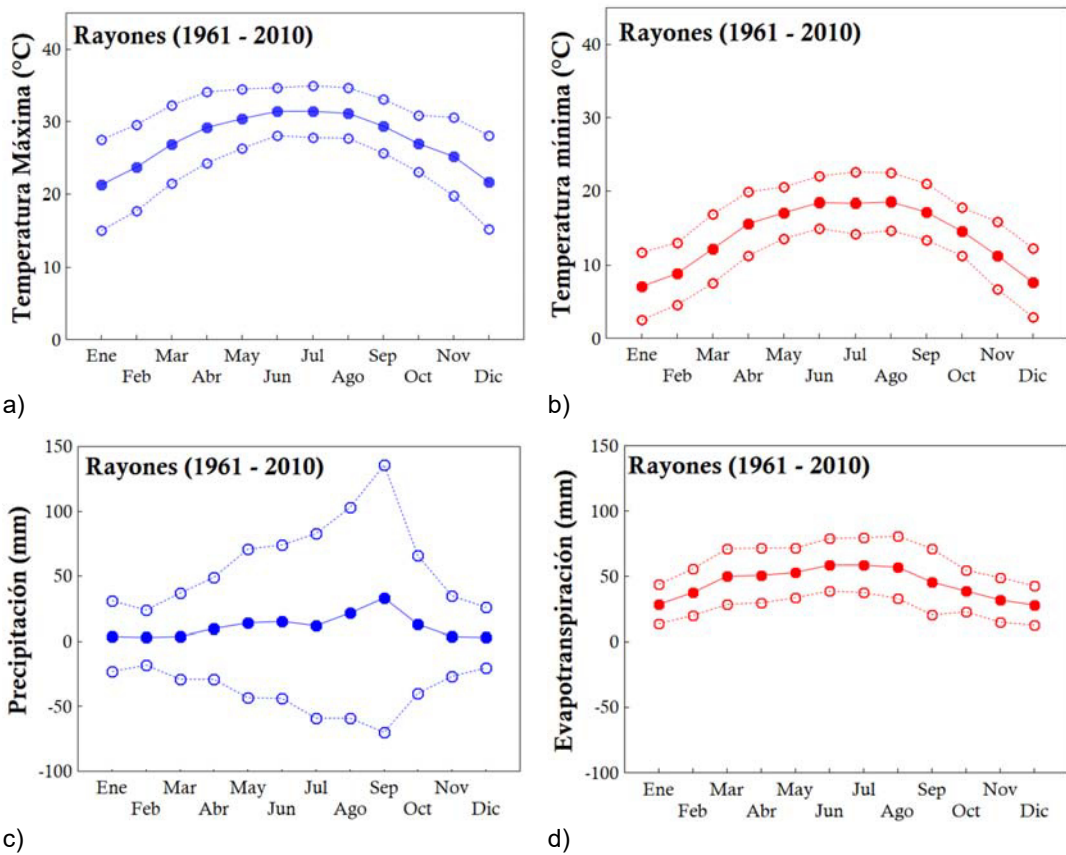 Rayones (1961 - 2010)
Temperatura Máxima (°C)
40
30
20
10
0
Ene Mar May Jul Sep Nov
Feb Abr Jun Ago Oct Dic
a)
Rayones (1961 - 2010)
Temperatura mínima (°C)
40
30
20
10
0
Ene Mar May Jul Sep Nov
Feb Abr Jun Ago Oct Dic
b)
Rayones (1961 - 2010)
Precipitación (mm)
150
100
50
0
-50
-100
Ene Mar May Jul Sep Nov
Feb Abr Jun Ago Oct Dic
c)
Rayones (1961 - 2010)
Evapotranspiración (mm)
150
100
50
0
-50
-100
Ene Mar May Jul Sep Nov
Feb Abr Jun Ago Oct Dic
d)